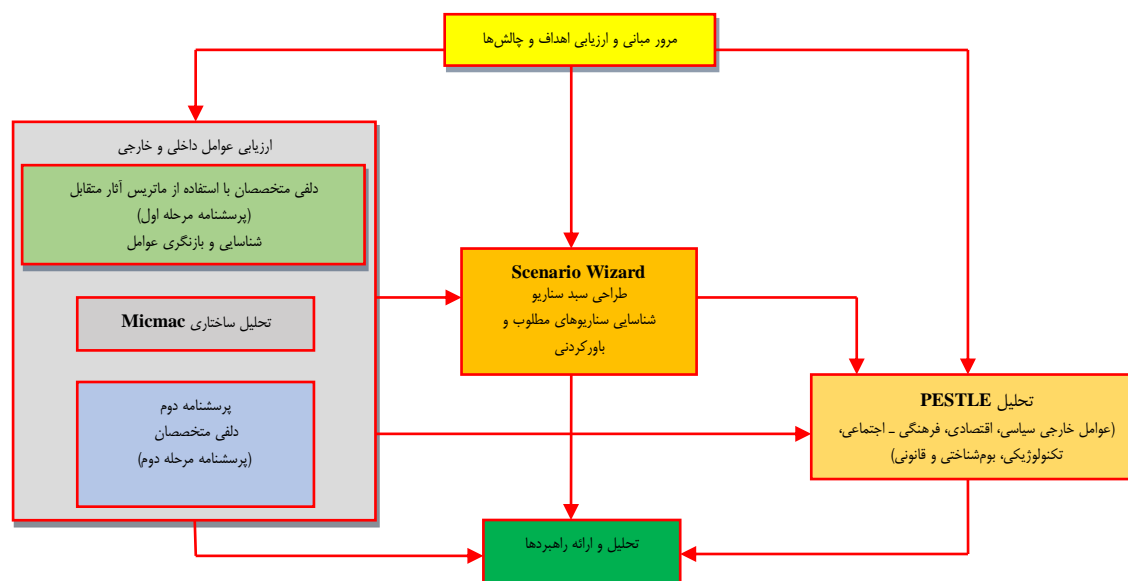 مرور مبانی و ارزیابی اهداف و چالش‌ها
ارزیابی عوامل داخلی و خارجی
دلفی متخصصان با استفاده از ماتریس آثار متقابل
(پرسشنامه مرحله اول)
شناسایی و بازنگری عوامل
تحلیل ساختاری Micmac
پرسشنامه دوم
دلفی متخصصان
(پرسشنامه مرحله دوم)
Scenario Wizard
طراحی سبد سناریو
شناسایی سناریوهای مطلوب و
باورکردنی
تحلیل PESTLE
(عوامل خارجی سیاسی، اقتصادی، فرهنگی ـ اجتماعی،
تکنولوژیکی، بوم‌شناختی و قانونی)
تحلیل و ارائه راهبردها